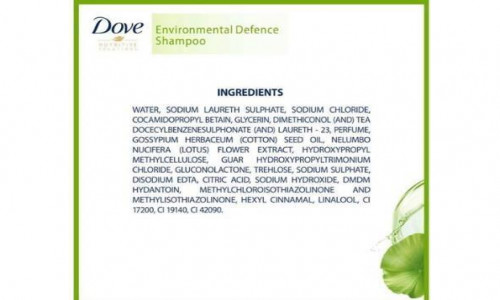 Dove
NUTRITIVE
SOLUTIONS
Environmental Defence
Shampoo
INGREDIENTS
WATER, SODIUM LAURETH SULPHATE, SODIUM CHLORIDE,
COCAMIDOPROPYL BETAIN, GLYCERIN, DIMETHICONOL (AND) TEA
DOCECYLBENZENESULPHONATE (AND) LAURETH - 23, PERFUME,
GOSSYPIUM HERBACEUM (COTTON) SEED OIL, NELUMBO
NUCIFERA (LOTUS) FLOWER EXTRACT, HYDROXYPROPYL
METHYLCELLULOSE, GUAR HYDROXYPROPYLTRIMONIUM
CHLORIDE, GLUCONOLACTONE, TREHLOSE, SODIUM SULPHATE,
DISODIUM EDTA, CITRIC ACID, SODIUM HYDROXIDE, DMDM
HYDANTOIN, METHYLCHLOROISOTHIAZOLINONE AND
METHYLISOTHIAZOLINONE, HEXYL CINNAMAL, LINALOOL, CI
17200, CI 19140, CI 42090.